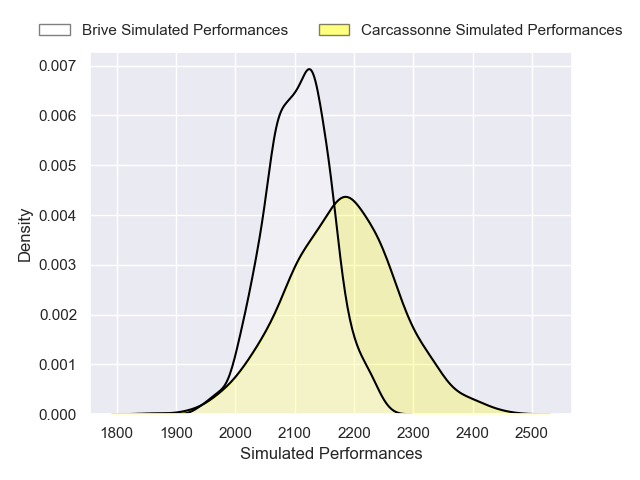 Brive Simulated Performances Carcassonne Simulated Performances
0.007
0.006
0.005
0.004
0.003
0.002
0.001
0.000
Density
1800 1900 2000 2100 2200 2300 2400 2500
Simulated Performances